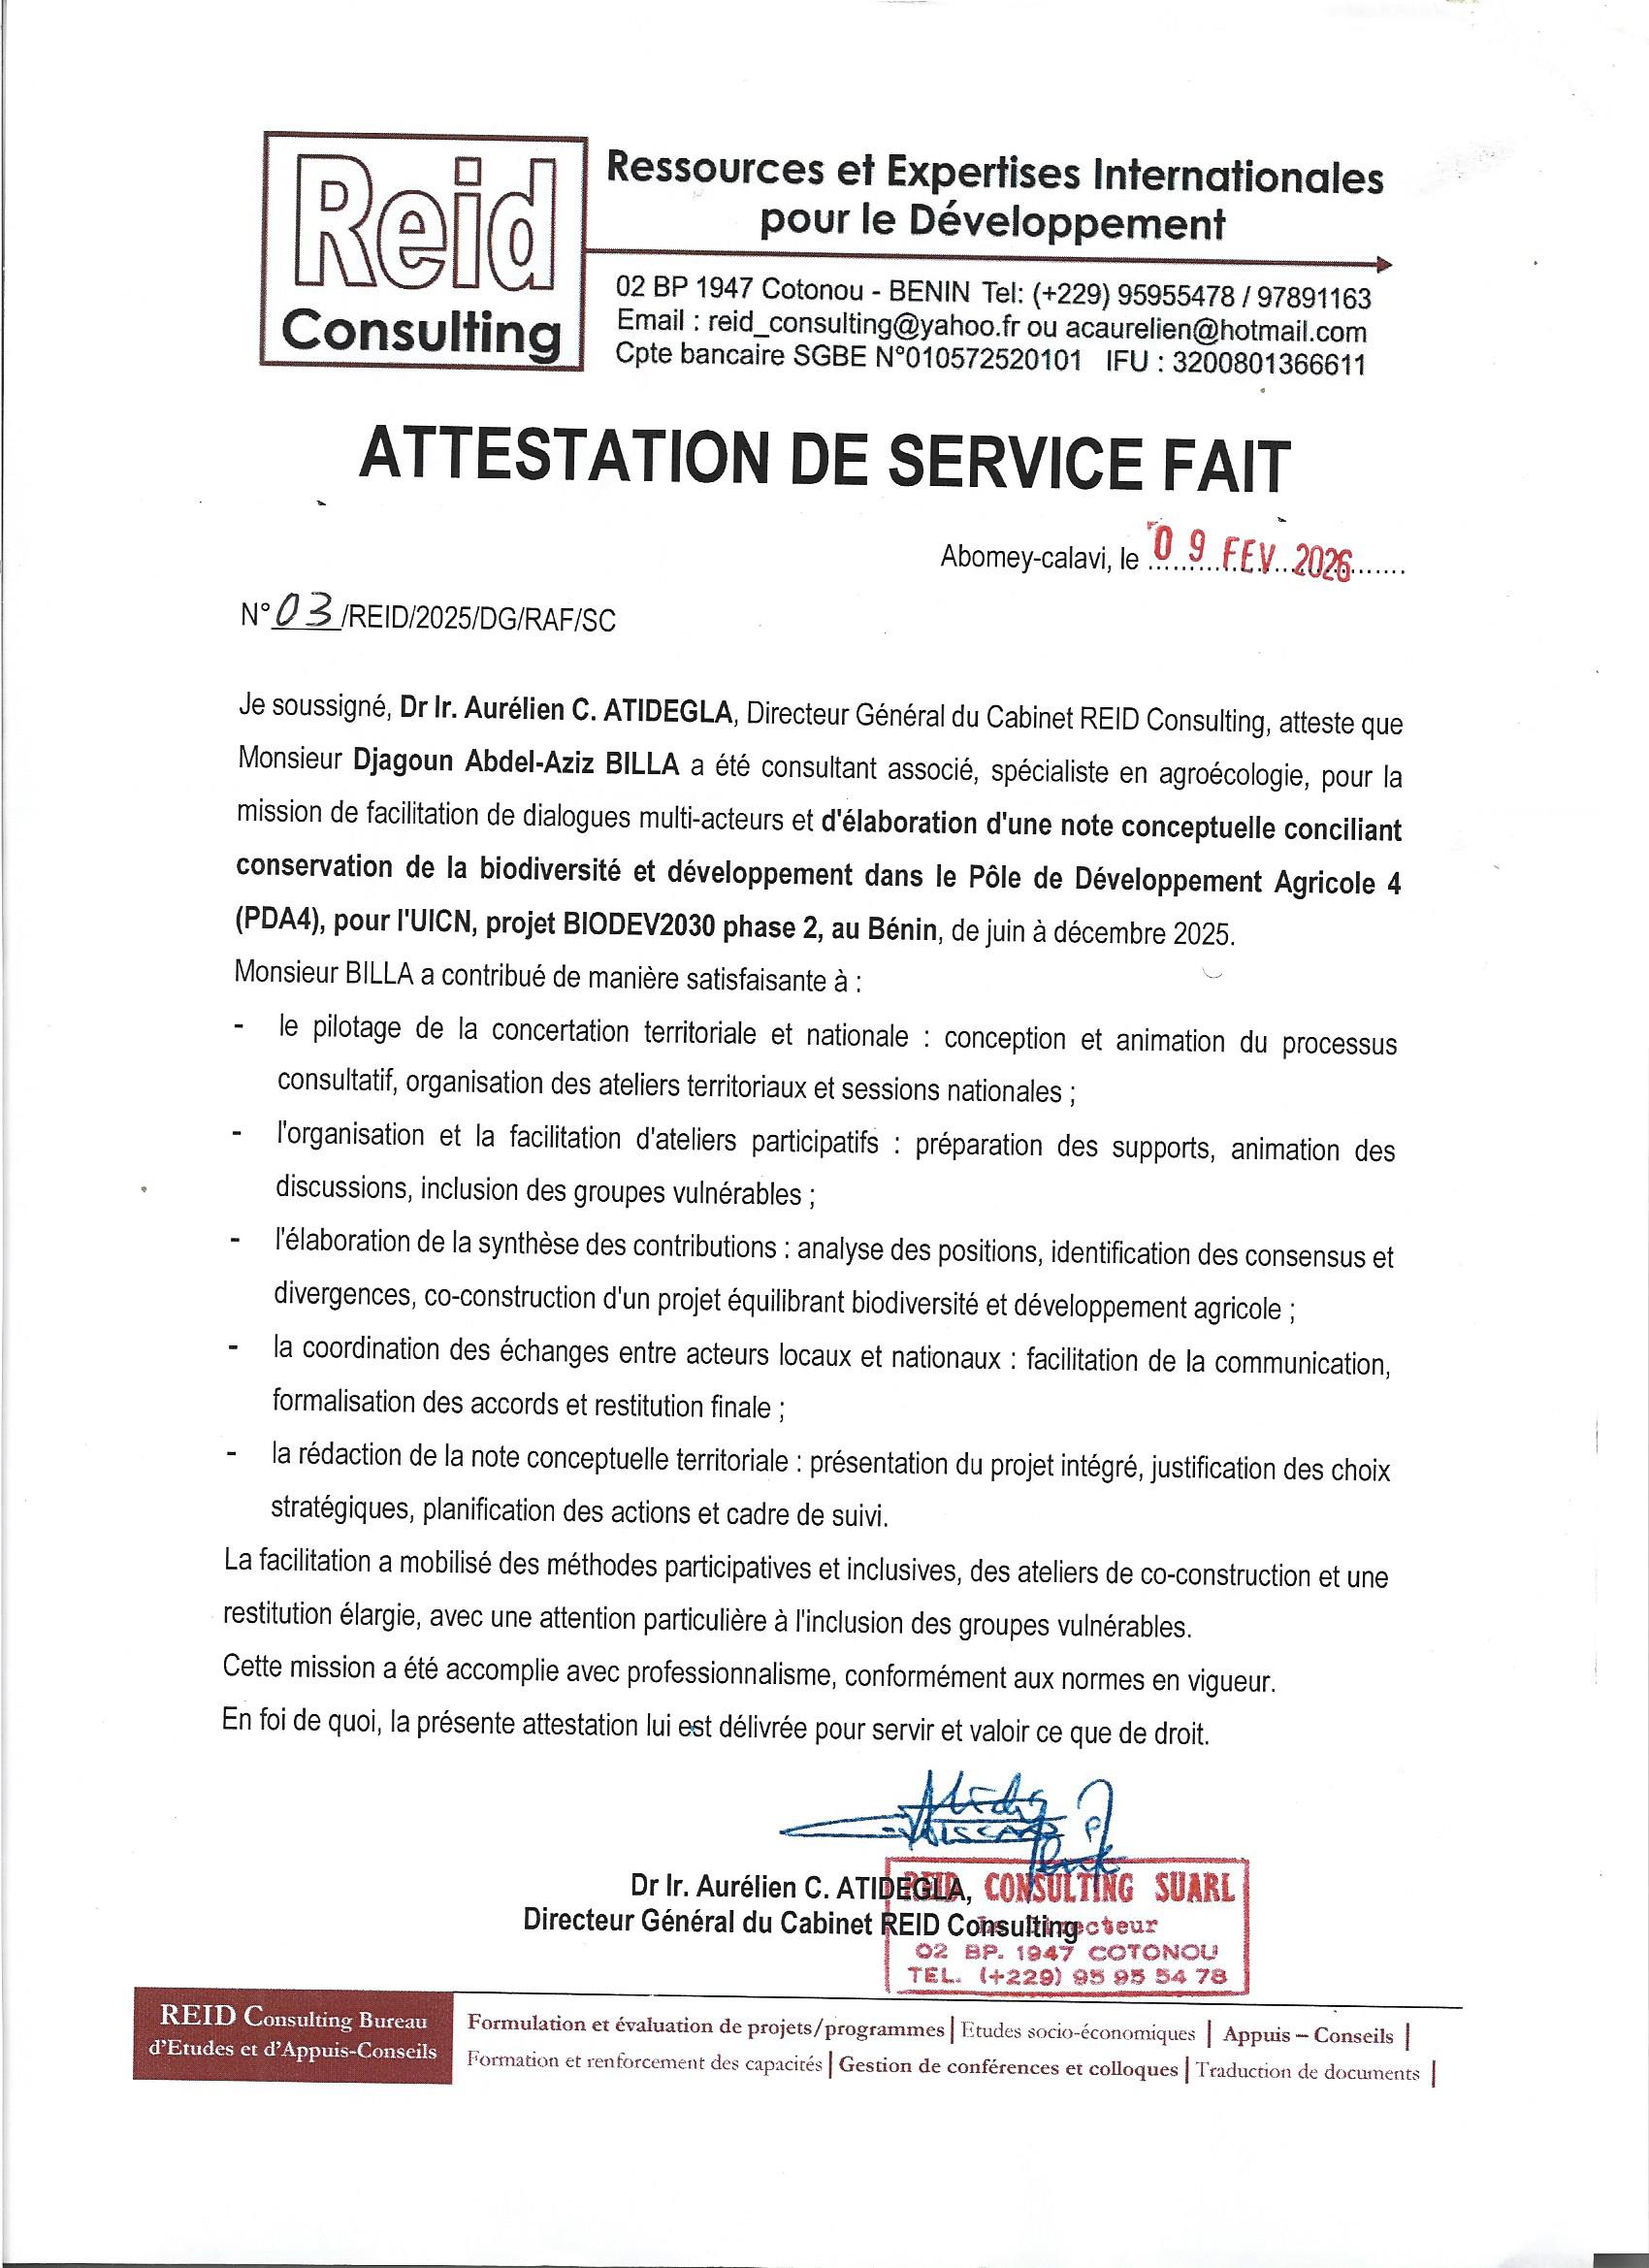 Reid
Consulting
Ressources et Expertises Internationales
pour le Développement
02 BP 1947 Cotonou - BENIN Tel: (+229) 95955478 / 97891163
Email : reid_consulting@yahoo.fr ou acaurelien@hotmail.com
Cpte bancaire SGBE N°010572520101 IFU : 3200801366611
ATTESTATION DE SERVICE FAIT
Abomey-calavi, le 09 FEV 2026
N° 03/REID/2025/DG/RAF/SC
Je soussigné, Dr Ir. Aurélien C. ATIDEGLA, Directeur Général du Cabinet REID Consulting, atteste que
Monsieur Djagoun Abdel-Aziz BILLA a été consultant associé, spécialiste en agroécologie, pour la
mission de facilitation de dialogues multi-acteurs et d'élaboration d'une note conceptuelle conciliant
conservation de la biodiversité et développement dans le Pôle de Développement Agricole 4
(PDA4), pour l'UICN, projet BIODEV2030 phase 2, au Bénin, de juin à décembre 2025.
Monsieur BILLA a contribué de manière satisfaisante à :
- le pilotage de la concertation territoriale et nationale : conception et animation du processus
consultatif, organisation des ateliers territoriaux et sessions nationales ;
- l'organisation et la facilitation d'ateliers participatifs : préparation des supports, animation des
discussions, inclusion des groupes vulnérables ;
- l'élaboration de la synthèse des contributions : analyse des positions, identification des consensus et
divergences, co-construction d'un projet équilibrant biodiversité et développement agricole ;
- la coordination des échanges entre acteurs locaux et nationaux : facilitation de la communication,
formalisation des accords et restitution finale ;
- la rédaction de la note conceptuelle territoriale : présentation du projet intégré, justification des choix
stratégiques, planification des actions et cadre de suivi.
La facilitation a mobilisé des méthodes participatives et inclusives, des ateliers de co-construction et une
restitution élargie, avec une attention particulière à l'inclusion des groupes vulnérables.
Cette mission a été accomplie avec professionnalisme, conformément aux normes en vigueur.
En foi de quoi, la présente attestation lui est délivrée pour servir et valoir ce que de droit.
Dr Ir. Aurélien C. ATIDEGLA,
Directeur Général du Cabinet REID Consulting
REID CONSULTING SUARL
Directeur
02 BP. 1947 COTONOU
TEL. (+229) 95 95 54 78
REID Consulting Bureau
d'Etudes et d'Appuis-Conseils
Formulation et évaluation de projets/programmes | Etudes socio-économiques | Appuis – Conseils |
Formation et renforcement des capacités | Gestion de conférences et colloques | Traduction de documents |